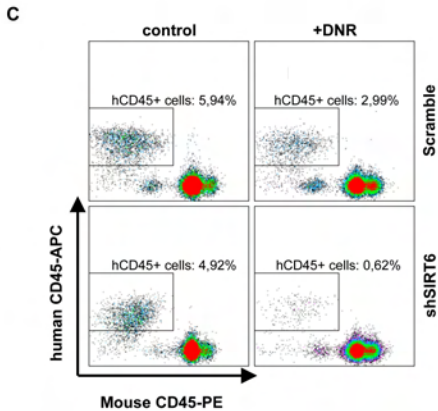 C
control
+DNR
hCD45+ cells: 5,94%
hCD45+ cells: 2,99%
Scramble
hCD45+ cells: 4,92%
hCD45+ cells: 0,62%
shSIRT6
human CD45-APC
Mouse CD45-PE